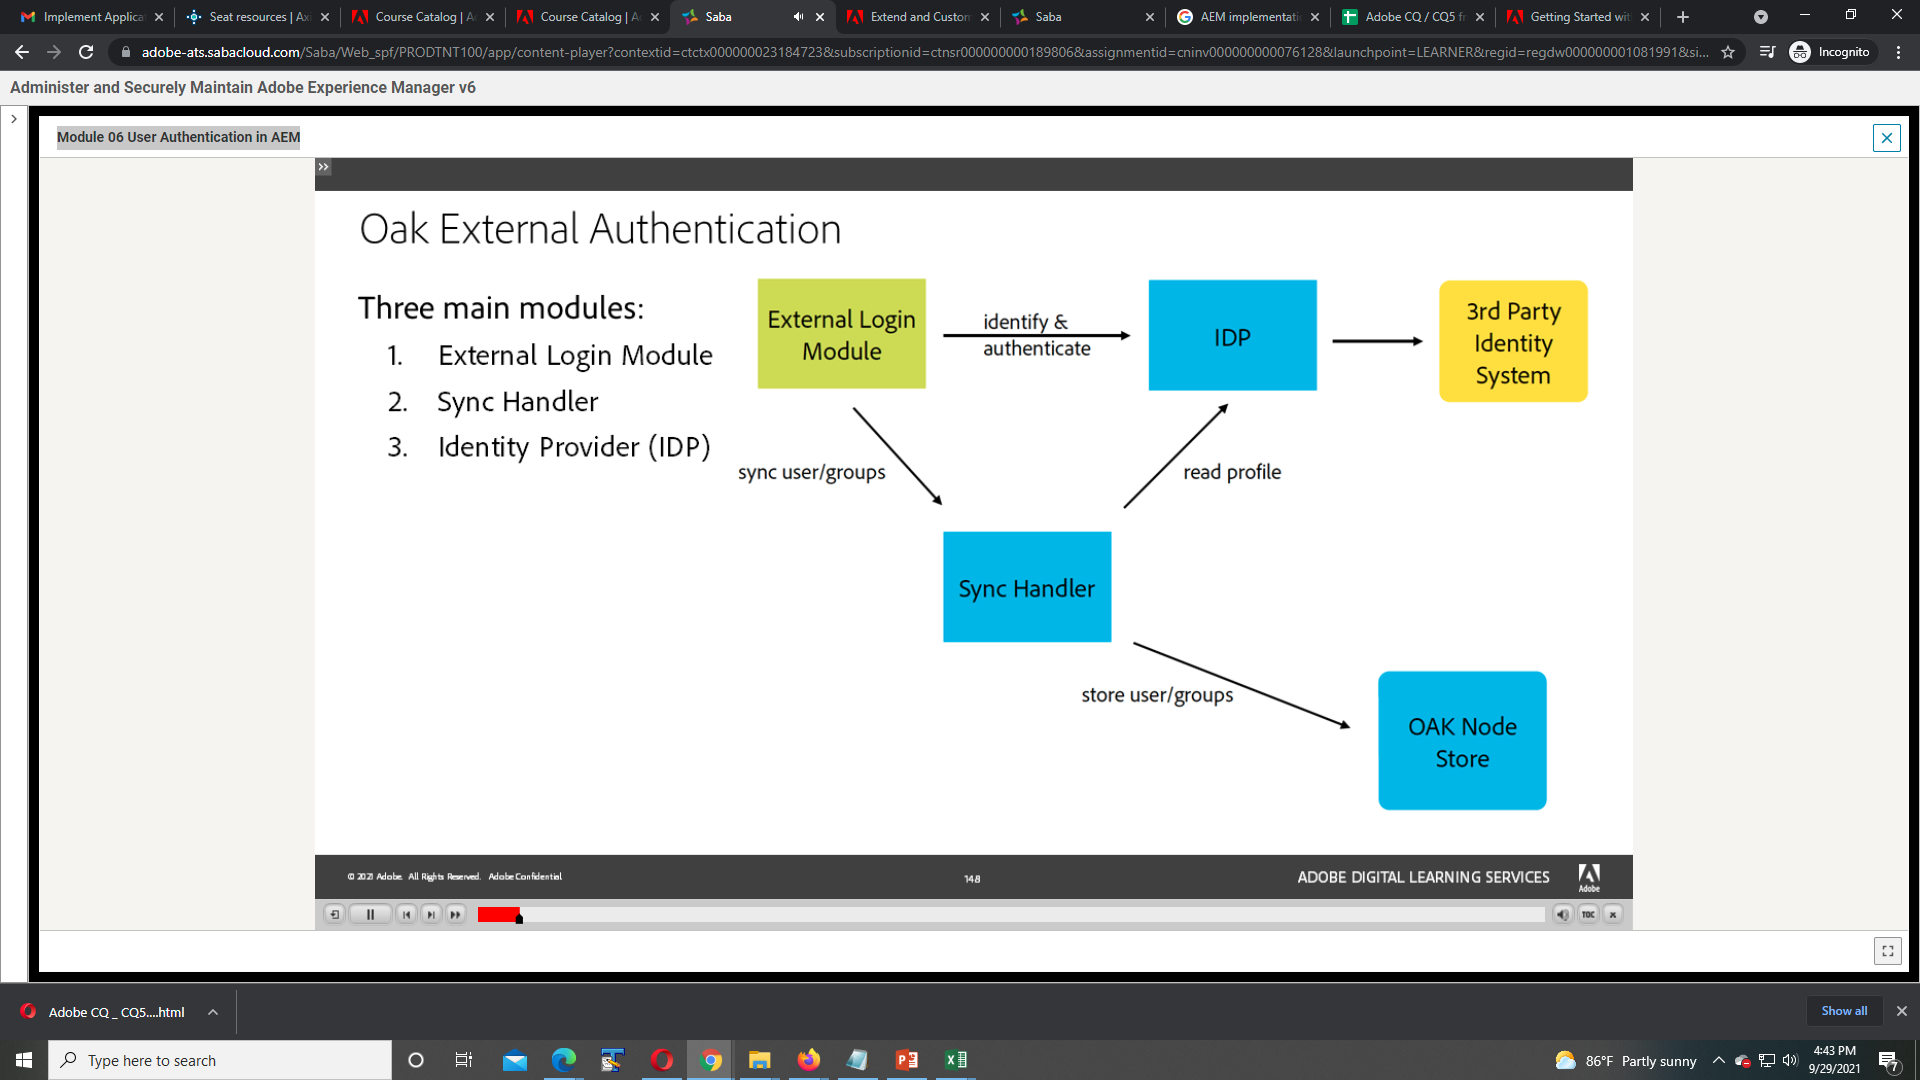 Implement Applica
Seat resources | Ax
Course Catalog | A
Course Catalog | A
Saba
Extend and Custom
Saba
AEM implementati
Adobe CQ / CQ5 f
Getting Started wit
adobe-ats.sabacloud.com/Saba/Web_spf/PRODTNT100/app/content-player?contextid=ctctx000000023184723&subscriptionid=ctnsr0000000000189806&assignmentid=cninv000000000076128&launchpoint=LEARNER&regid=regdw000000001081991&si...
Incognito
Administer and Securely Maintain Adobe Experience Manager v6
Module 06 User Authentication in AEM
Oak External Authentication
Three main modules:
1. External Login Module
2. Sync Handler
3. Identity Provider (IDP)
External Login
Module
identify &
authenticate
IDP
3rd Party
Identity
System
sync user/groups
read profile
Sync Handler
store user/groups
OAK Node
Store
© 2021 Adobe. All Rights Reserved. Adobe Confidential
148
ADOBE DIGITAL LEARNING SERVICES
Adobe
TOC
Adobe CQ _ CQ5....html
Show all
Type here to search
86°F Partly sunny
4:43 PM
9/29/2021
7